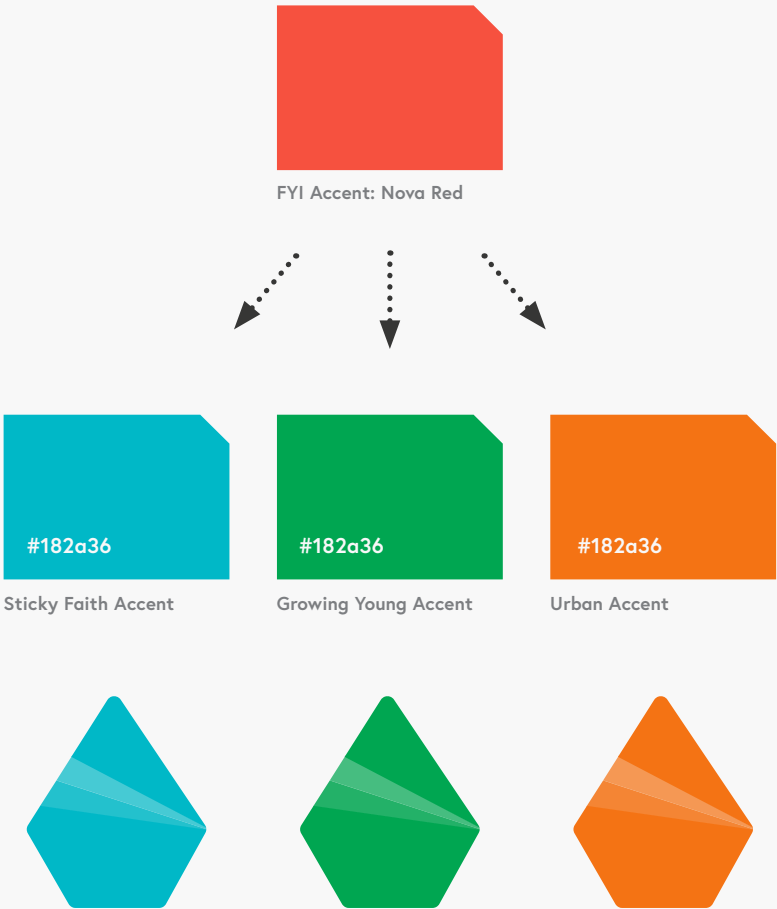 FYI Accent: Nova Red
#182a36
#182a36
#182a36
Sticky Faith Accent
Growing Young Accent
Urban Accent